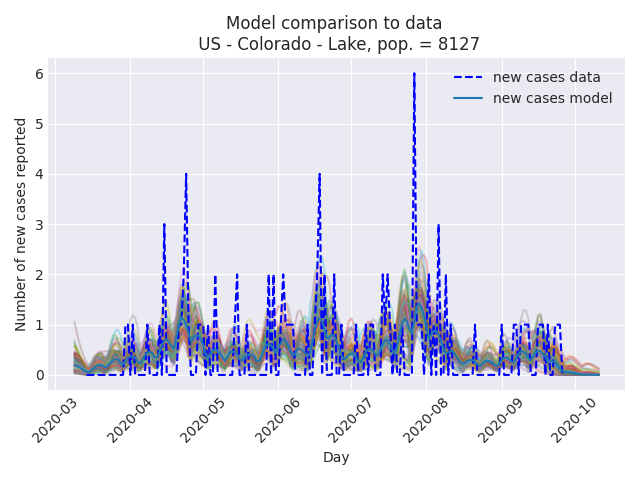 Model comparison to data
US - Colorado - Lake, pop. = 8127
new cases data
new cases model
Number of new cases reported
6
5
4
3
2
1
0
2020-03
2020-04
2020-05
2020-06
2020-07
2020-08
2020-09
2020-10
Day